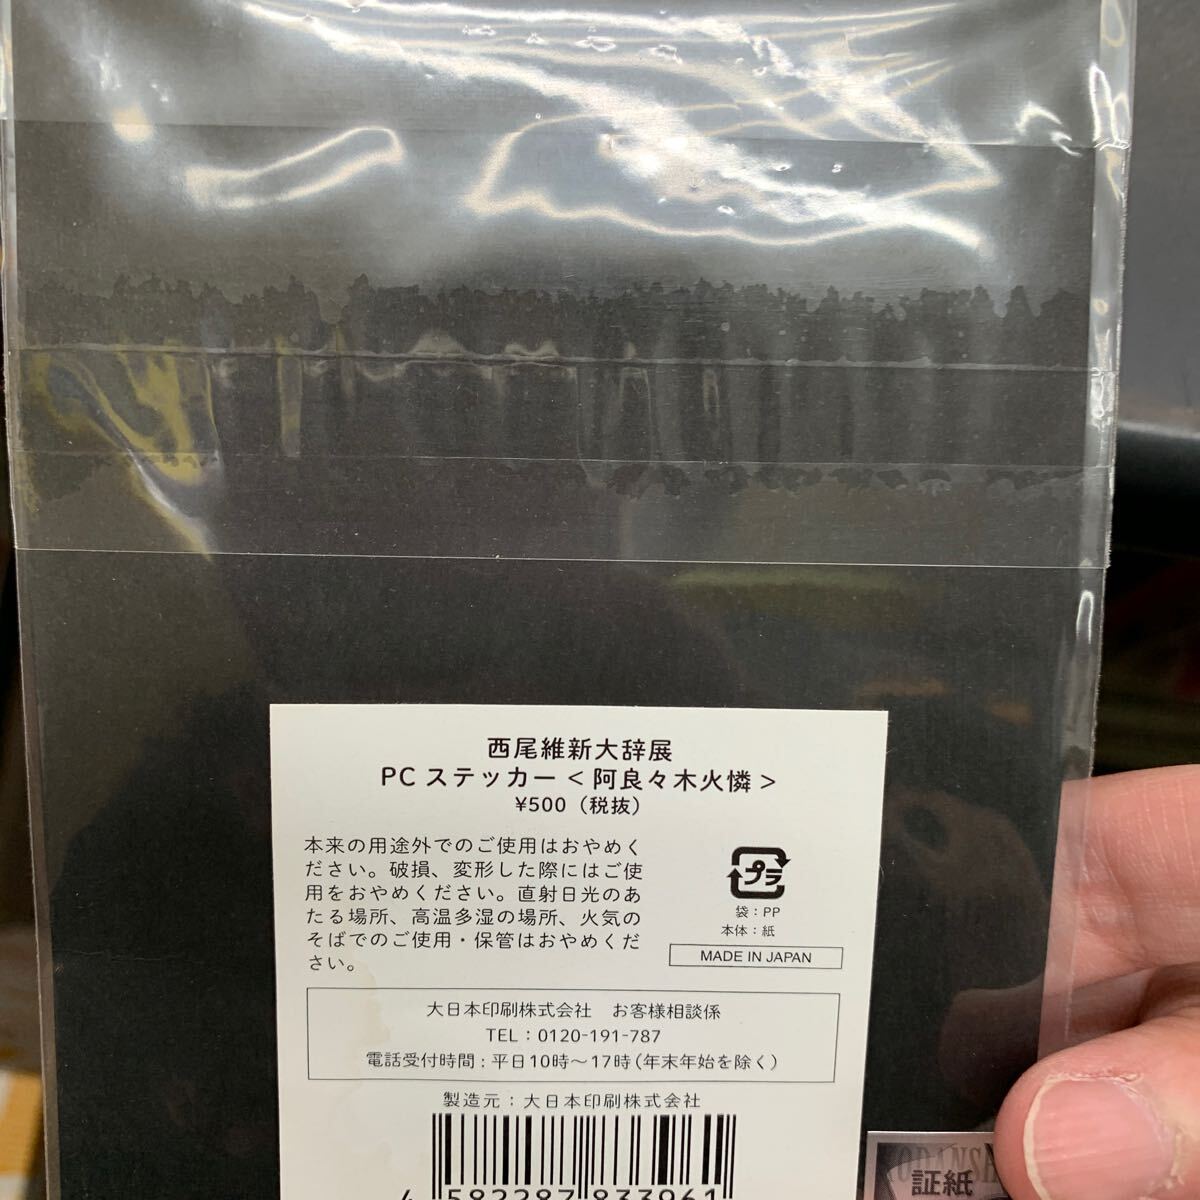 西尾維新大辞展
PC ステッカー < 阿良々木火憐 >
¥500（税抜）
本来の用途外でのご使用はおやめく
ださい。破損、変形した際にはご使
用をおやめください。直射日光のあ
たる場所、高温多湿の場所、火気の
そばでのご使用・保管はおやめくだ
さい。
プラ
袋：PP
本体：紙
MADE IN JAPAN
大日本印刷株式会社　お客様相談係
TEL：0120-191-787
電話受付時間：平日10時～17時（年末年始を除く）
製造元：大日本印刷株式会社
4 582287 833961
証紙